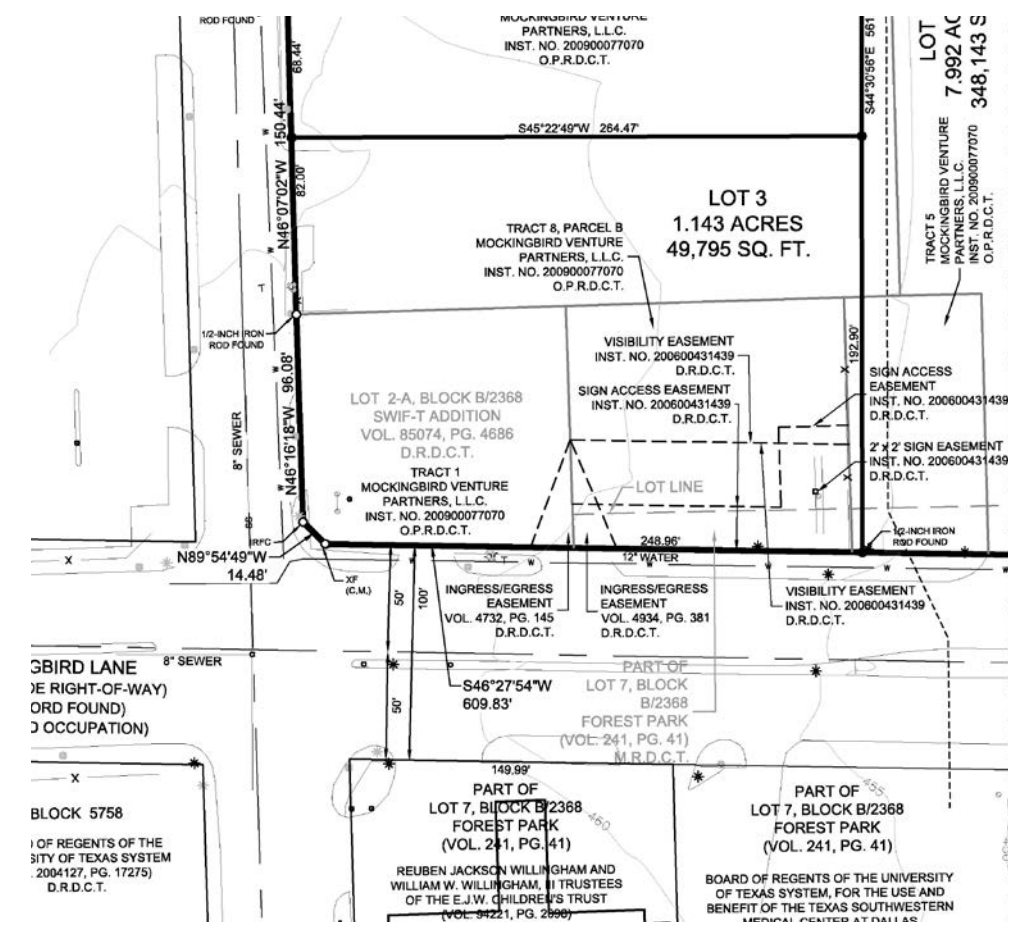 ROD FOUND
68.44'
150.44'
N46°07'02"W
82.00'
MOCKINGBIRD VENTURE
PARTNERS, L.L.C.
INST. NO. 200900077070
O.P.R.D.C.T.
S45°22'49"W 264.47'
S44°30'56"E 561
LOT
7.992 AC
348,143 S
TRACT 5
MOCKINGBIRD VENTURE
PARTNERS, L.L.C.
INST. NO. 200900077070
O.P.R.D.C.T.
LOT 3
1.143 ACRES
49,795 SQ. FT.
TRACT 8, PARCEL B
MOCKINGBIRD VENTURE
PARTNERS, L.L.C.
INST. NO. 200900077070
O.P.R.D.C.T.
1/2-INCH IRON
ROD FOUND
96.08'
N46°16'18"W
8" SEWER
192.90'
VISIBILITY EASEMENT
INST. NO. 200600431439
D.R.D.C.T.
SIGN ACCESS EASEMENT
INST. NO. 200600431439
D.R.D.C.T.
SIGN ACCESS
EASEMENT
INST. NO. 200600431439
D.R.D.C.T.
2' x 2' SIGN EASEMENT
INST. NO. 200600431439
D.R.D.C.T.
LOT 2-A, BLOCK B/2368
SWIF-T ADDITION
VOL. 85074, PG. 4686
D.R.D.C.T.
TRACT 1
MOCKINGBIRD VENTURE
PARTNERS, L.L.C.
INST. NO. 200900077070
O.P.R.D.C.T.
LOT LINE
IRFC
N89°54'49"W
14.48'
XF
(C.M.)
248.96'
12" WATER
1/2-INCH IRON
ROD FOUND
50'
100'
50'
INGRESS/EGRESS
EASEMENT
VOL. 4732, PG. 145
D.R.D.C.T.
INGRESS/EGRESS
EASEMENT
VOL. 4934, PG. 381
D.R.D.C.T.
VISIBILITY EASEMENT
INST. NO. 200600431439
D.R.D.C.T.
8" SEWER
S46°27'54"W
609.83'
PART OF
LOT 7, BLOCK
B/2368
FOREST PARK
(VOL. 241, PG. 41)
M.R.D.C.T.
GBIRD LANE
DE RIGHT-OF-WAY)
ORD FOUND)
OCCUPATION)
149.99'
PART OF
LOT 7, BLOCK B/2368
FOREST PARK
(VOL. 241, PG. 41)
REUBEN JACKSON WILLINGHAM AND
WILLIAM W. WILLINGHAM, III TRUSTEES
OF THE E.J.W. CHILDREN'S TRUST
(VOL. 94221, PG. 2998)
460
455
PART OF
LOT 7, BLOCK B/2368
FOREST PARK
(VOL. 241, PG. 41)
BOARD OF REGENTS OF THE UNIVERSITY
OF TEXAS SYSTEM, FOR THE USE AND
BENEFIT OF THE TEXAS SOUTHWESTERN
MEDICAL CENTER AT DALLAS
BLOCK 5758
OF REGENTS OF THE
SITY OF TEXAS SYSTEM
. 2004127, PG. 17275)
D.R.D.C.T.